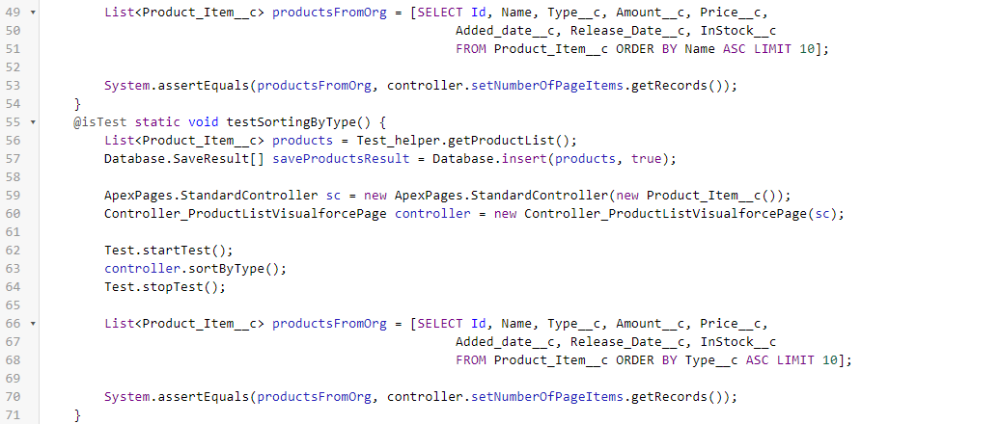 49 ▾ List<Product_Item__c> productsFromOrg = [SELECT Id, Name, Type__c, Amount__c, Price__c,
50 Added_date__c, Release_Date__c, InStock__c
51 FROM Product_Item__c ORDER BY Name ASC LIMIT 10];
52
53 System.assertEquals(productsFromOrg, controller.setNumberOfPageItems.getRecords());
54 }
55 ▾ @isTest static void testSortingByType() {
56 List<Product_Item__c> products = Test_helper.getProductList();
57 Database.SaveResult[] saveProductsResult = Database.insert(products, true);
58
59 ApexPages.StandardController sc = new ApexPages.StandardController(new Product_Item__c());
60 Controller_ProductListVisualforcePage controller = new Controller_ProductListVisualforcePage(sc);
61
62 Test.startTest();
63 controller.sortByType();
64 Test.stopTest();
65
66 ▾ List<Product_Item__c> productsFromOrg = [SELECT Id, Name, Type__c, Amount__c, Price__c,
67 Added_date__c, Release_Date__c, InStock__c
68 FROM Product_Item__c ORDER BY Type__c ASC LIMIT 10];
69
70 System.assertEquals(productsFromOrg, controller.setNumberOfPageItems.getRecords());
71 }